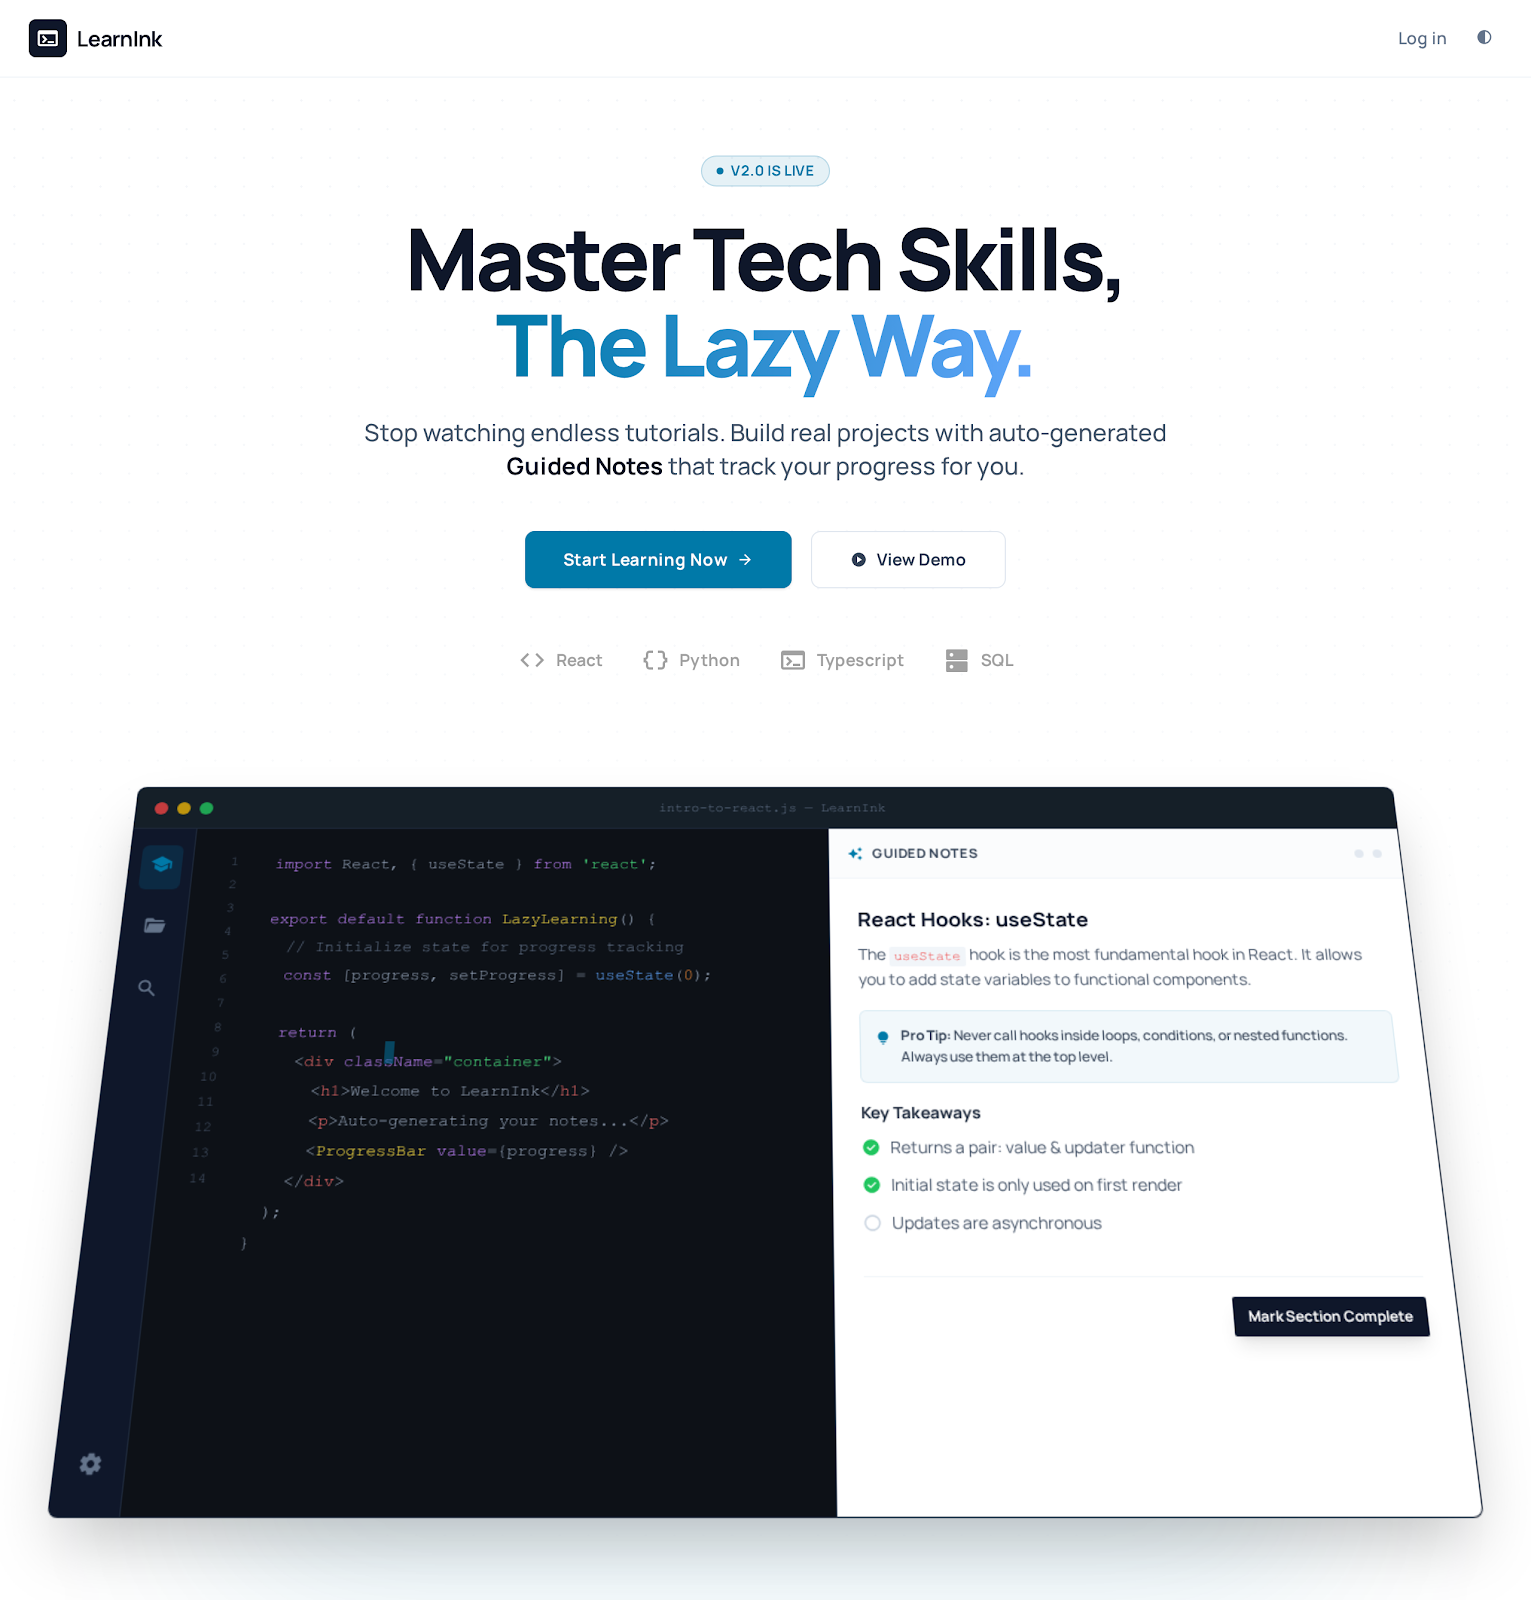 LearnInk
Log in
V2.0 IS LIVE
Master Tech Skills,
The Lazy Way.
Stop watching endless tutorials. Build real projects with auto-generated
Guided Notes that track your progress for you.
Start Learning Now →
View Demo
React
Python
Typescript
SQL
intro-to-react.js — LearnInk
1
2
3
4
5
6
7
8
9
10
11
12
13
14
import React, { useState } from 'react';
export default function LazyLearning() {
// Initialize state for progress tracking
const [progress, setProgress] = useState(0);
return (
<div className="container">
<h1>Welcome to LearnInk</h1>
<p>Auto-generating your notes...</p>
<ProgressBar value={progress} />
</div>
);
}
GUIDED NOTES
React Hooks: useState
The useState hook is the most fundamental hook in React. It allows
you to add state variables to functional components.
Pro Tip: Never call hooks inside loops, conditions, or nested functions.
Always use them at the top level.
Key Takeaways
Returns a pair: value & updater function
Initial state is only used on first render
Updates are asynchronous
Mark Section Complete